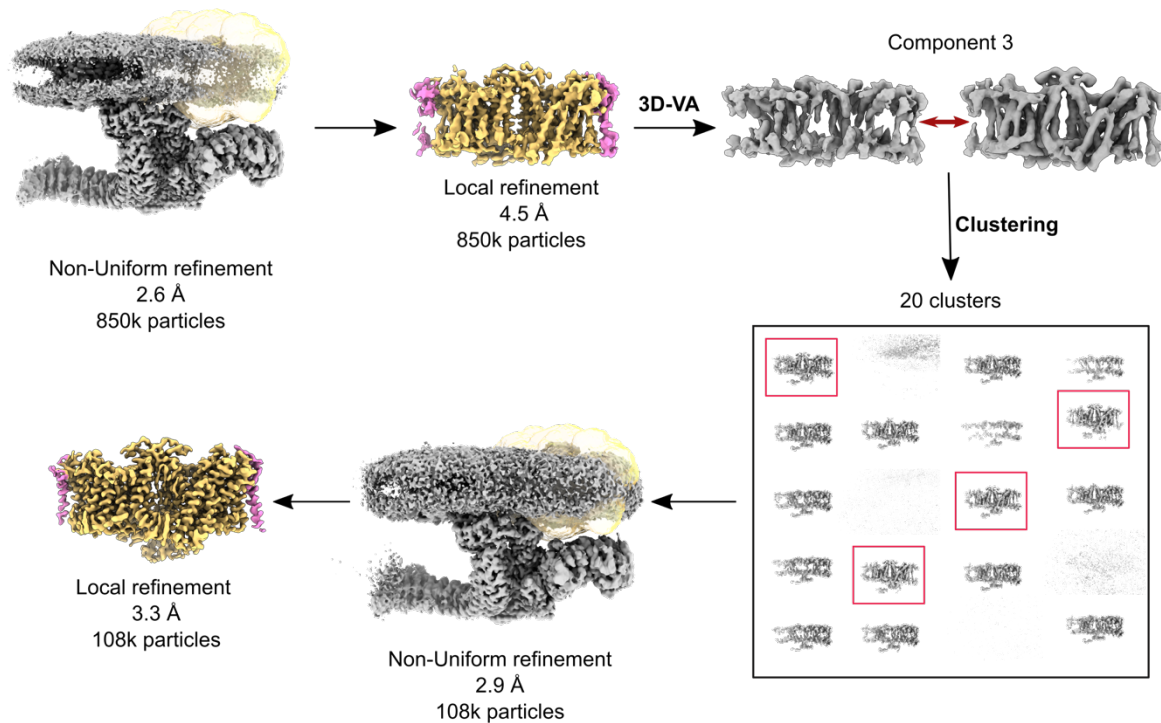 Non-Uniform refinement
2.6 Å
850k particles
Local refinement
4.5 Å
850k particles
3D-VA
Component 3
Clustering
20 clusters
Non-Uniform refinement
2.9 Å
108k particles
Local refinement
3.3 Å
108k particles